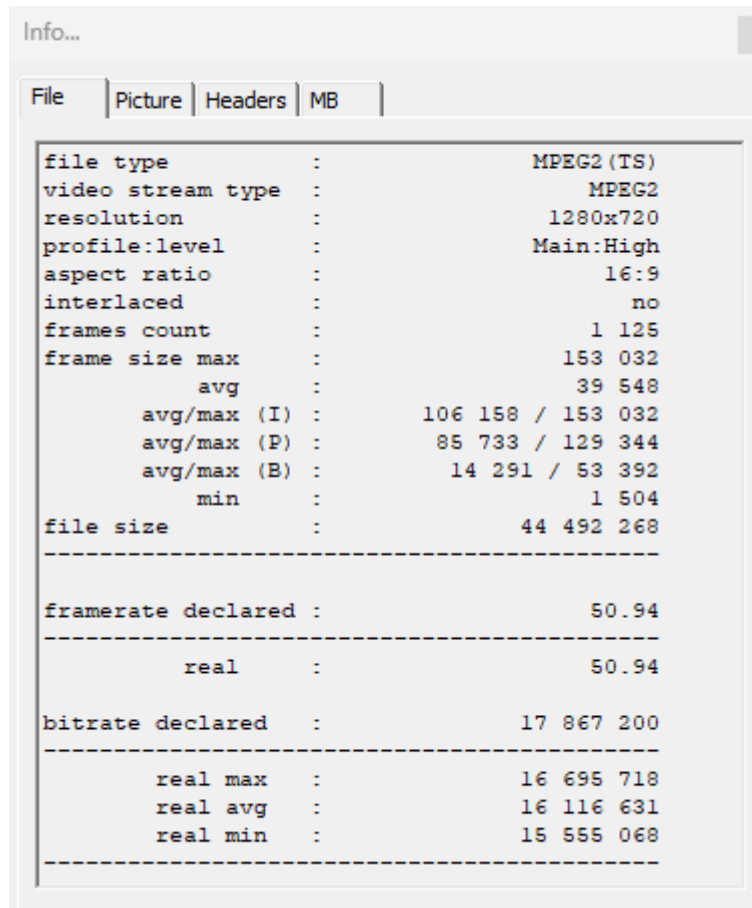 Info...
File Picture Headers MB
file type : MPEG2(TS)
video stream type : MPEG2
resolution : 1280x720
profile:level : Main:High
aspect ratio : 16:9
interlaced : no
frames count : 1 125
frame size max : 153 032
avg : 39 548
avg/max (I) : 106 158 / 153 032
avg/max (P) : 85 733 / 129 344
avg/max (B) : 14 291 / 53 392
min : 1 504
file size : 44 492 268
--------------------------------------------
framerate declared : 50.94
--------------------------------------------
real : 50.94
bitrate declared : 17 867 200
--------------------------------------------
real max : 16 695 718
real avg : 16 116 631
real min : 15 555 068
--------------------------------------------